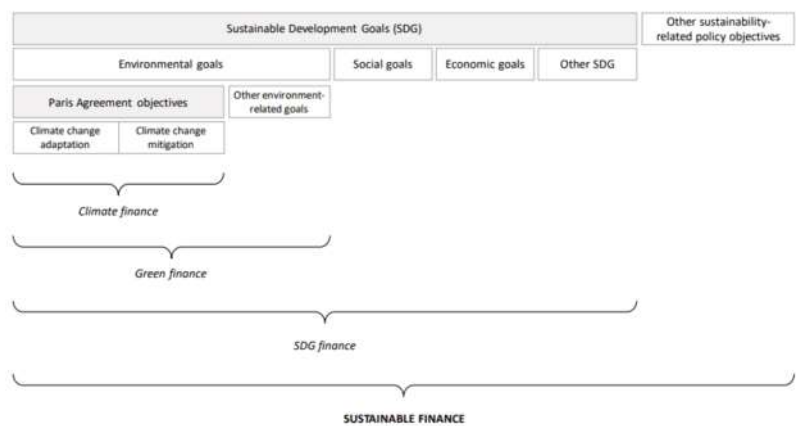 Sustainable Development Goals (SDG)
Other sustainability-
related policy objectives
Environmental goals
Social goals
Economic goals
Other SDG
Paris Agreement objectives
Other environment-
related goals
Climate change
adaptation
Climate change
mitigation
Climate finance
Green finance
SDG finance
SUSTAINABLE FINANCE